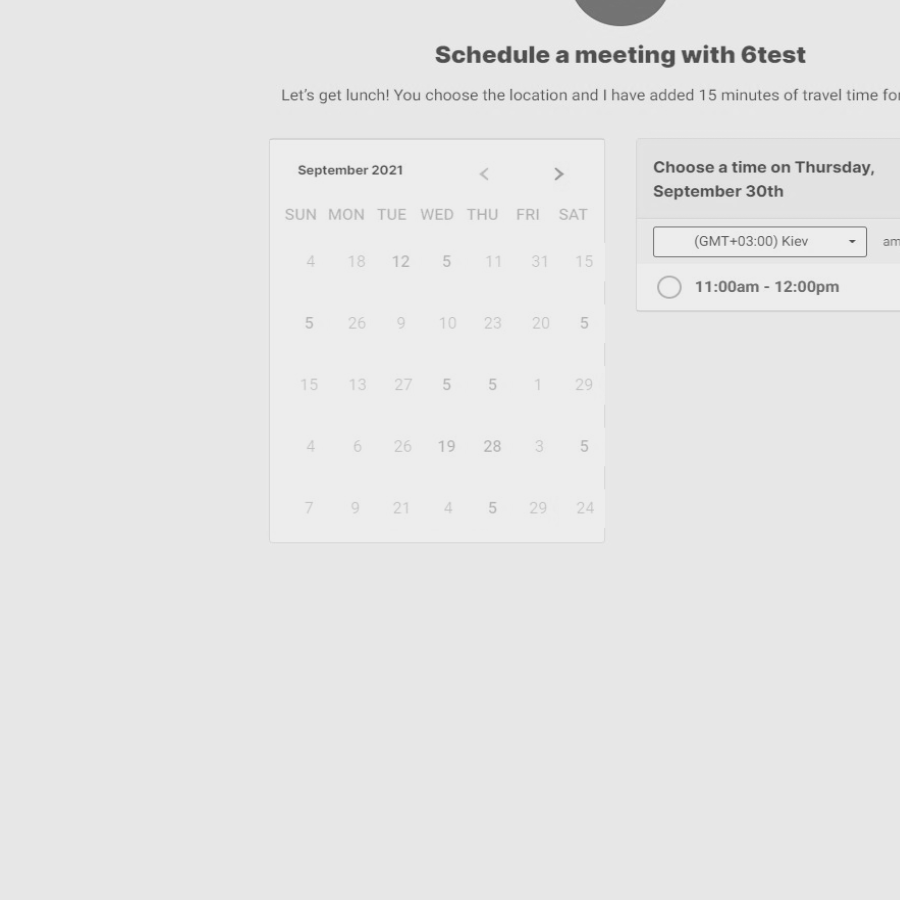 Schedule a meeting with 6test
Let's get lunch! You choose the location and I have added 15 minutes of travel time for
September 2021
SUN MON TUE WED THU FRI SAT
4 18 12 5 11 31 15
5 26 9 10 23 20 5
15 13 27 5 5 1 29
4 6 26 19 28 3 5
7 9 21 4 5 29 24
Choose a time on Thursday,
September 30th
(GMT+03:00) Kiev am
11:00am - 12:00pm